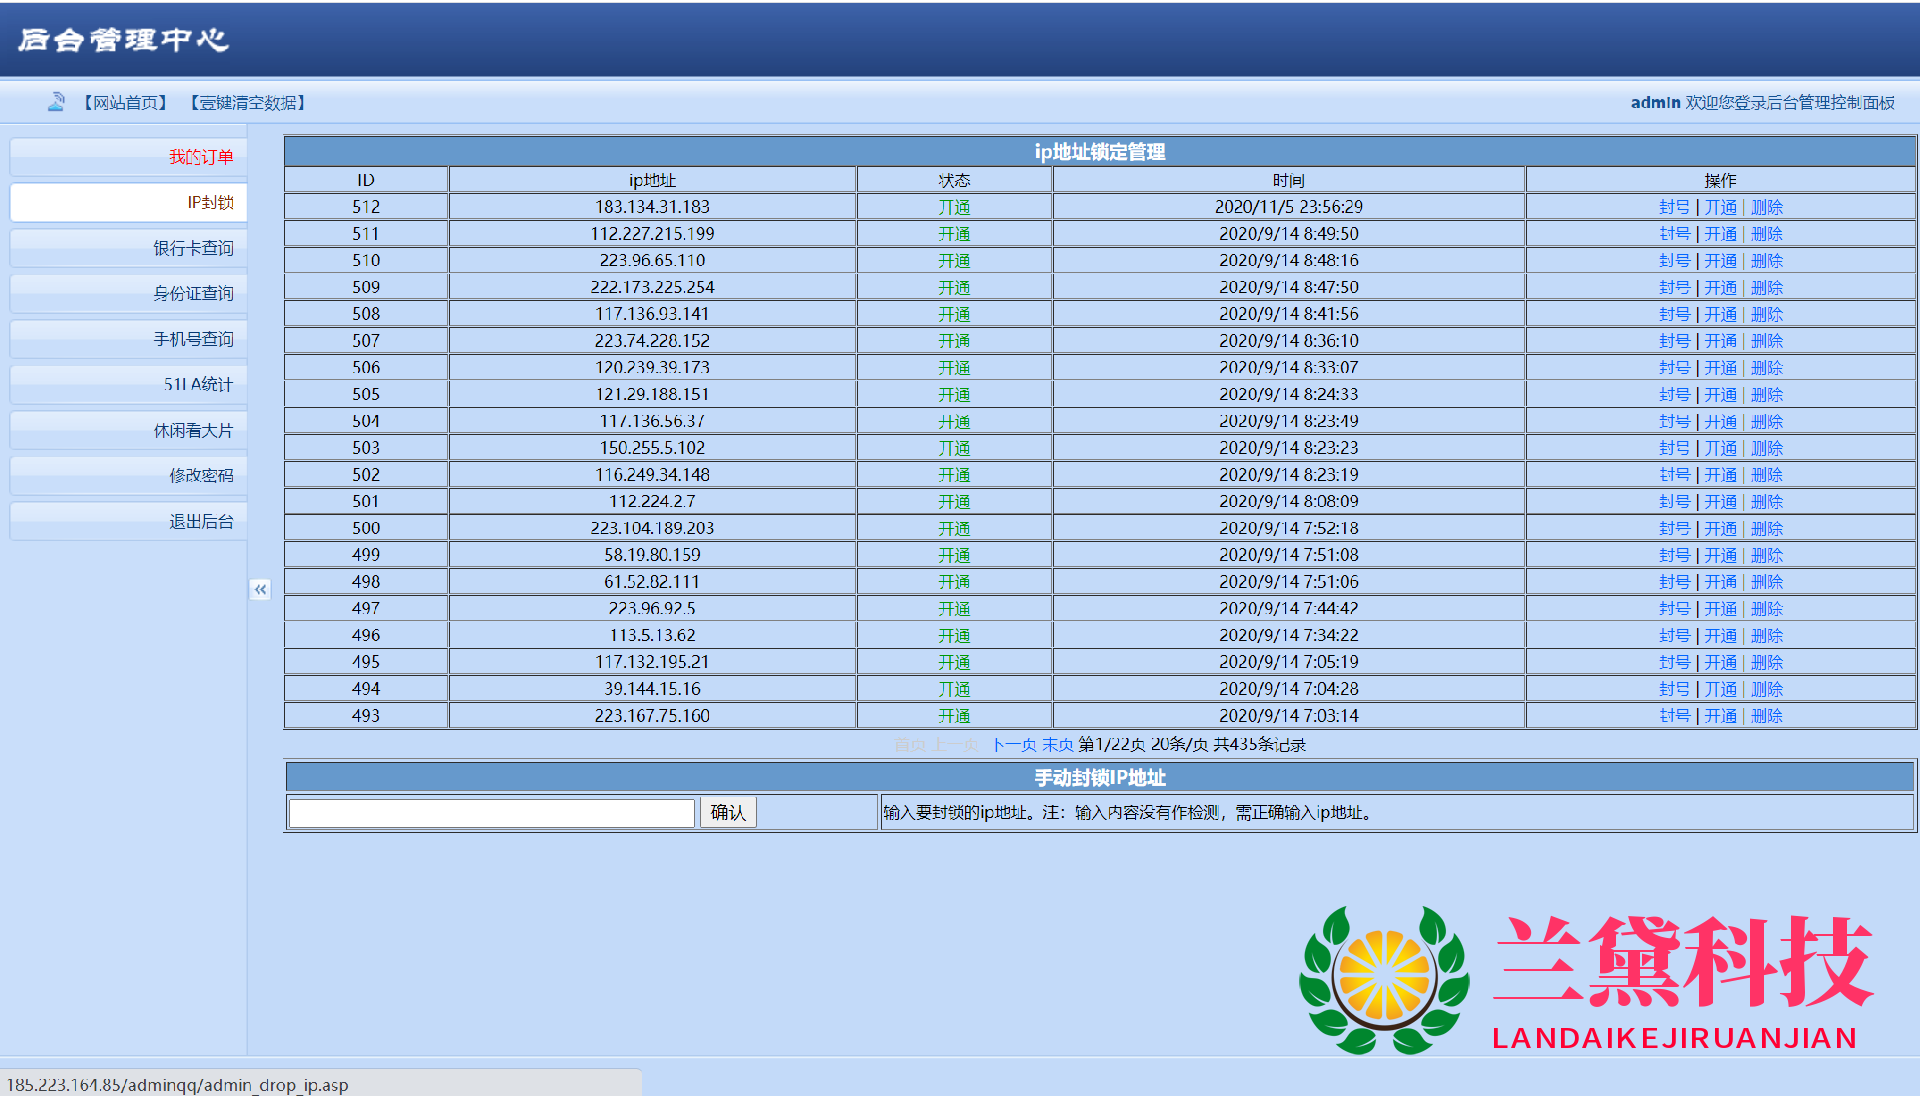 后台管理中心
【网站首页】 【壹键清空数据】
admin 欢迎您登录后台管理控制面板
我的订单
IP封锁
银行卡查询
身份证查询
手机号查询
51LA统计
休闲看大片
修改密码
退出后台
ip地址锁定管理
ID ip地址 状态 时间 操作
512 183.134.31.183 开通 2020/11/5 23:56:29 封号 | 开通 | 删除
511 112.227.215.199 开通 2020/9/14 8:49:50 封号 | 开通 | 删除
510 223.96.65.110 开通 2020/9/14 8:48:16 封号 | 开通 | 删除
509 222.173.225.254 开通 2020/9/14 8:47:50 封号 | 开通 | 删除
508 117.136.93.141 开通 2020/9/14 8:41:56 封号 | 开通 | 删除
507 223.74.228.152 开通 2020/9/14 8:36:10 封号 | 开通 | 删除
506 120.239.39.173 开通 2020/9/14 8:33:07 封号 | 开通 | 删除
505 121.29.188.151 开通 2020/9/14 8:24:33 封号 | 开通 | 删除
504 117.136.56.37 开通 2020/9/14 8:23:49 封号 | 开通 | 删除
503 150.255.5.102 开通 2020/9/14 8:23:23 封号 | 开通 | 删除
502 116.249.34.148 开通 2020/9/14 8:23:19 封号 | 开通 | 删除
501 112.224.2.7 开通 2020/9/14 8:08:09 封号 | 开通 | 删除
500 223.104.189.203 开通 2020/9/14 7:52:18 封号 | 开通 | 删除
499 58.19.80.159 开通 2020/9/14 7:51:08 封号 | 开通 | 删除
498 61.52.82.111 开通 2020/9/14 7:51:06 封号 | 开通 | 删除
497 223.96.92.5 开通 2020/9/14 7:44:42 封号 | 开通 | 删除
496 113.5.13.62 开通 2020/9/14 7:34:22 封号 | 开通 | 删除
495 117.132.195.21 开通 2020/9/14 7:05:19 封号 | 开通 | 删除
494 39.144.15.16 开通 2020/9/14 7:04:28 封号 | 开通 | 删除
493 223.167.75.160 开通 2020/9/14 7:03:14 封号 | 开通 | 删除
首页 上一页 下一页 末页 第1/22页 20条/页 共435条记录
手动封锁IP地址
确认 输入要封锁的ip地址。注：输入内容没有作检测，需正确输入ip地址。
兰黛科技
LANDAIKEJIRUANJIAN
185.223.164.85/adminqq/admin_drop_ip.asp